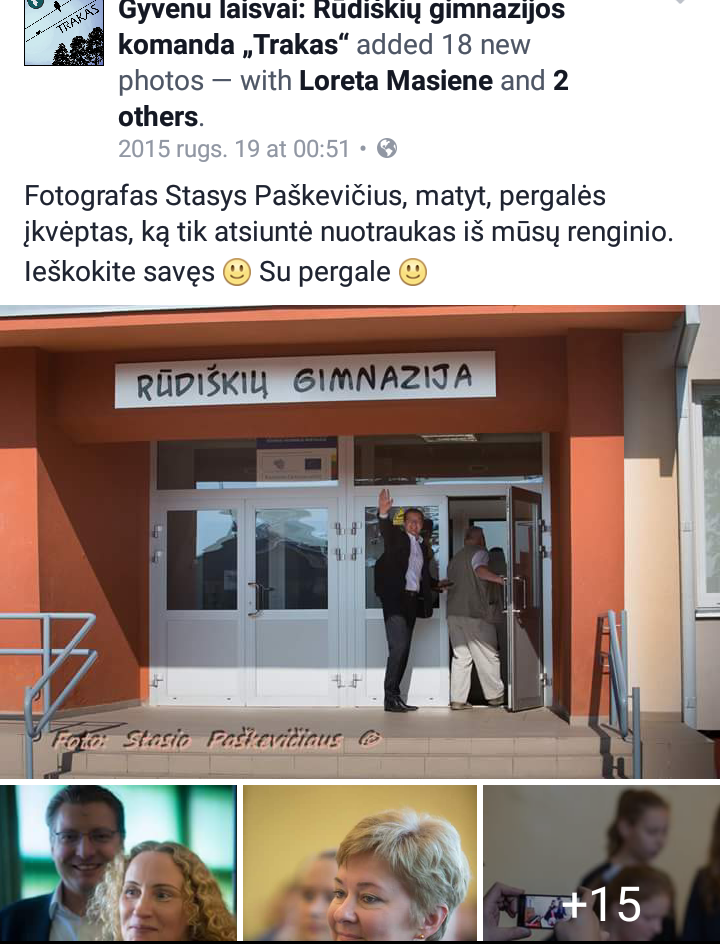 TRAKAS
Gyvenu laisvai: Rūdiškių gimnazijos
komanda „Trakas“ added 18 new
photos — with Loreta Masiene and 2
others.
2015 rugs. 19 at 00:51 •
Fotografas Stasys Paškevičius, matyt, pergalės
įkvėptas, ką tik atsiuntė nuotraukas iš mūsų renginio.
Ieškokite savęs 🙂 Su pergale 🙂
RŪDIŠKIŲ GIMNAZIJA
Foto: Stasio Paškevičiaus ©
+15